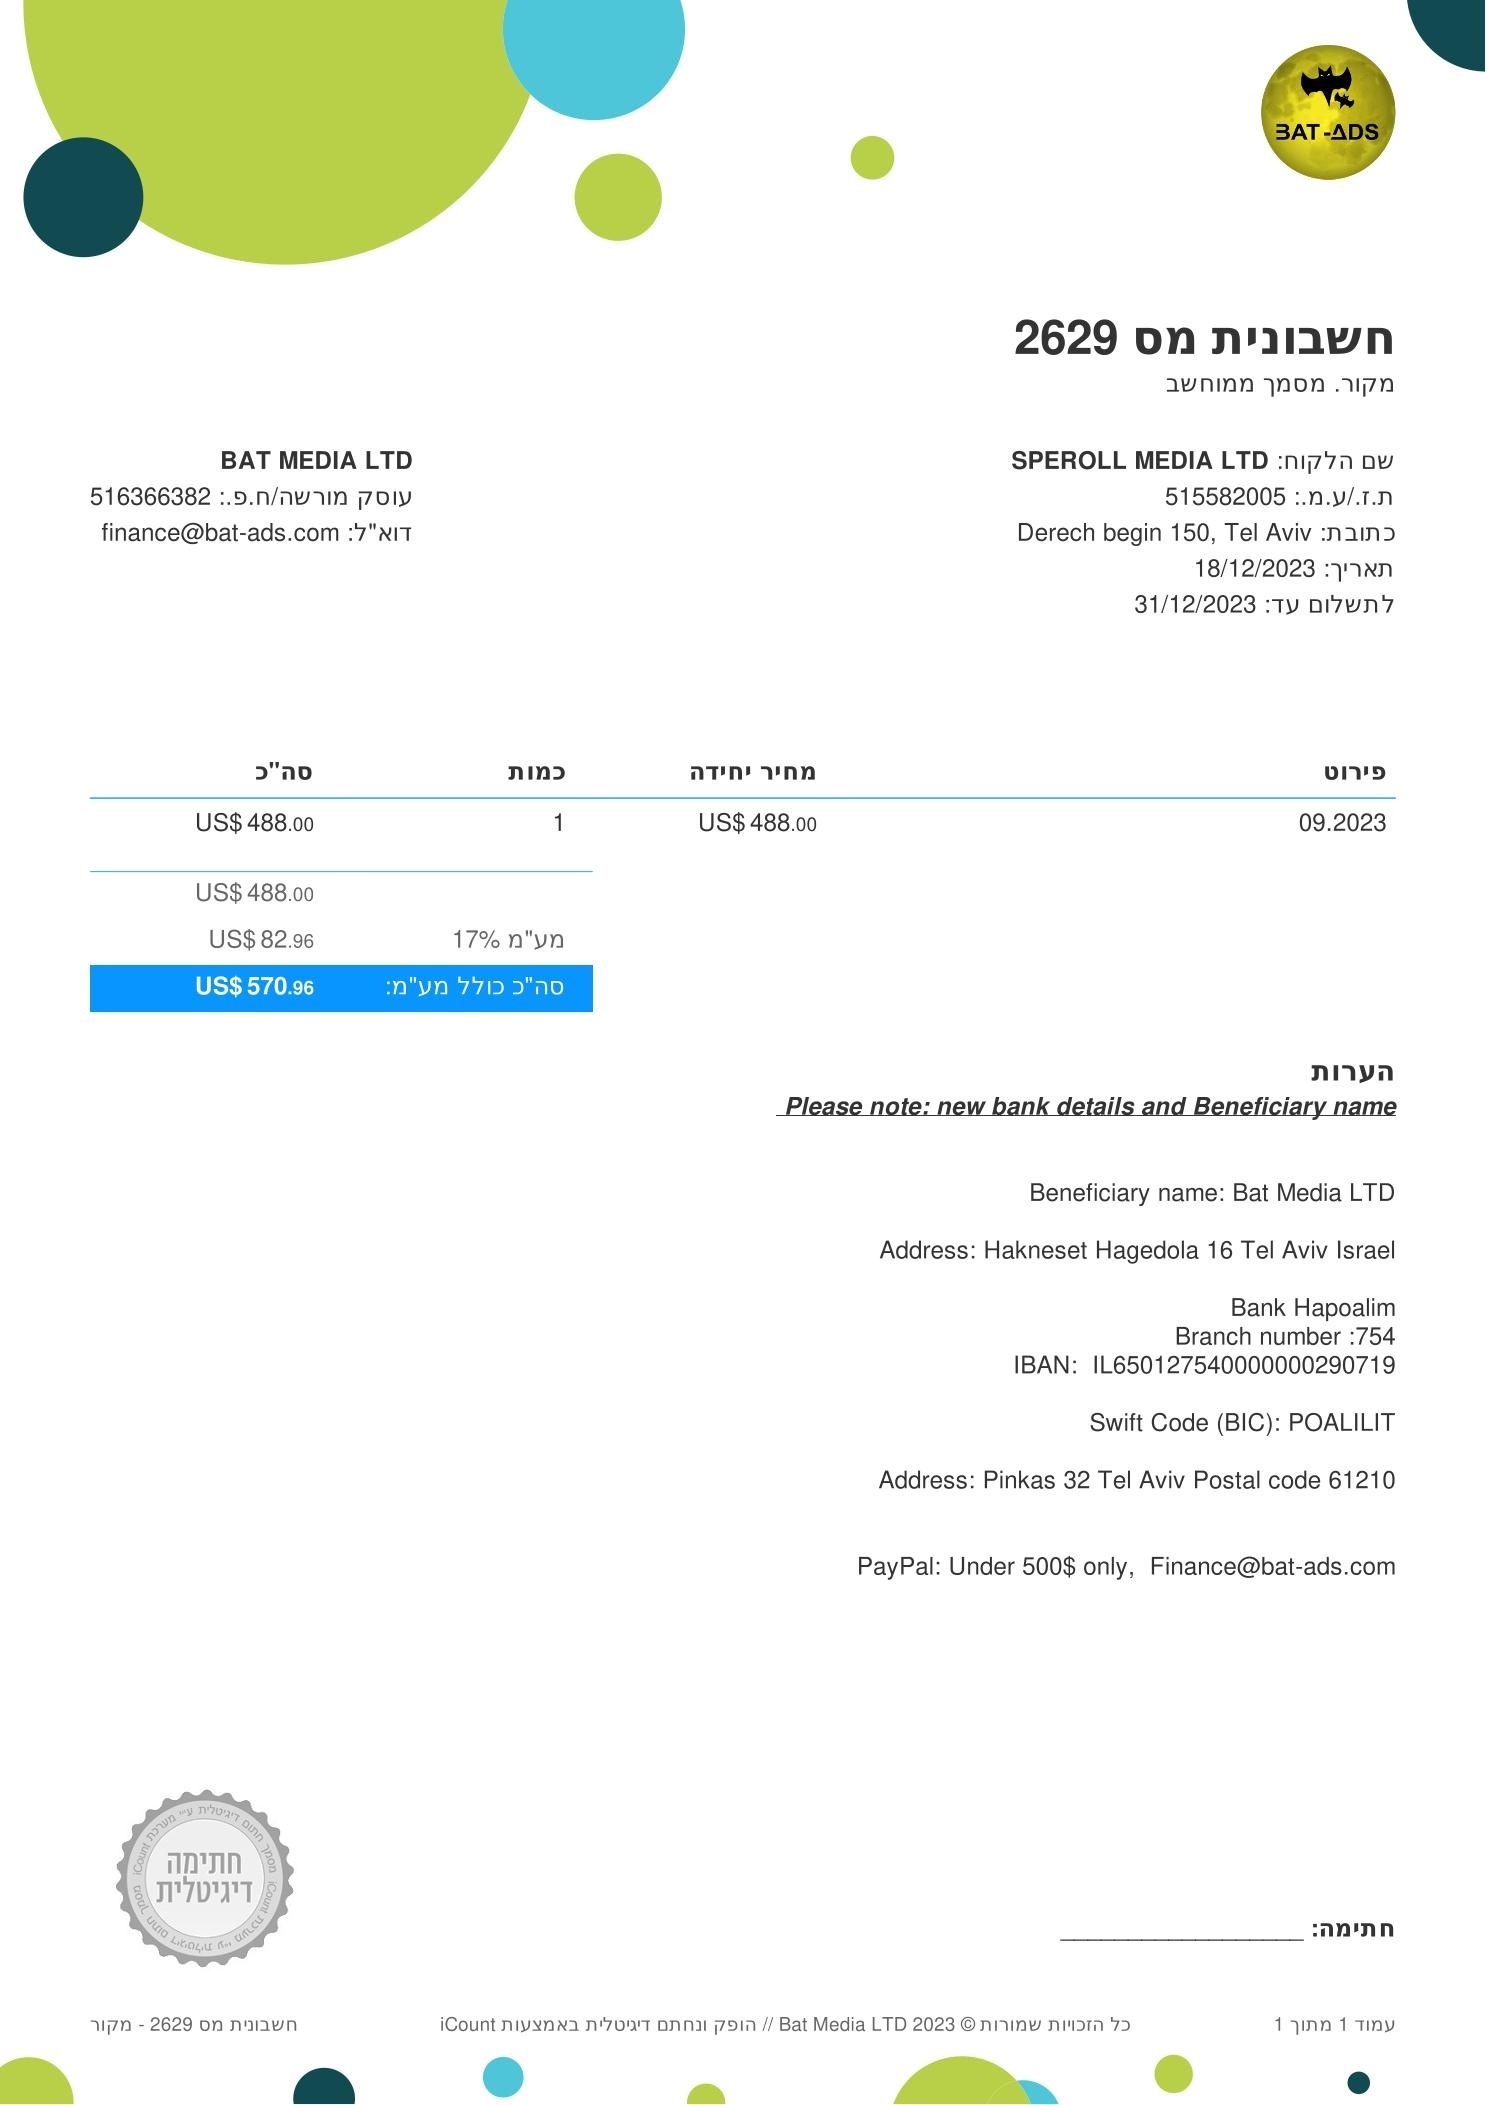 BAT-ADS
חשבונית מס 2629
מקור. מסמך ממוחשב
שם הלקוח: SPEROLL MEDIA LTD
ת.ז./ע.מ.: 515582005
כתובת: Derech begin 150, Tel Aviv
תאריך: 18/12/2023
לתשלום עד: 31/12/2023
BAT MEDIA LTD
עוסק מורשה/ח.פ.: 516366382
דוא"ל: finance@bat-ads.com
פירוט מחיר יחידה כמות סה"כ
09.2023 US$ 488.00 1 US$ 488.00
US$ 488.00
מע"מ 17% US$ 82.96
סה"כ כולל מע"מ: US$ 570.96
הערות
Please note: new bank details and Beneficiary name
Beneficiary name: Bat Media LTD
Address: Hakneset Hagedola 16 Tel Aviv Israel
Bank Hapoalim
Branch number :754
IBAN: IL650127540000000290719
Swift Code (BIC): POALILIT
Address: Pinkas 32 Tel Aviv Postal code 61210
PayPal: Under 500$ only, Finance@bat-ads.com
מסמך חתום דיגיטלית ע"י מערכת iCount מסמך חתום דיגיטלית ע"י מערכת iCount
חתימה
דיגיטלית
חתימה: __________________
עמוד 1 מתוך 1
כל הזכויות שמורות © Bat Media LTD 2023 // הופק ונחתם דיגיטלית באמצעות iCount
חשבונית מס 2629 - מקור